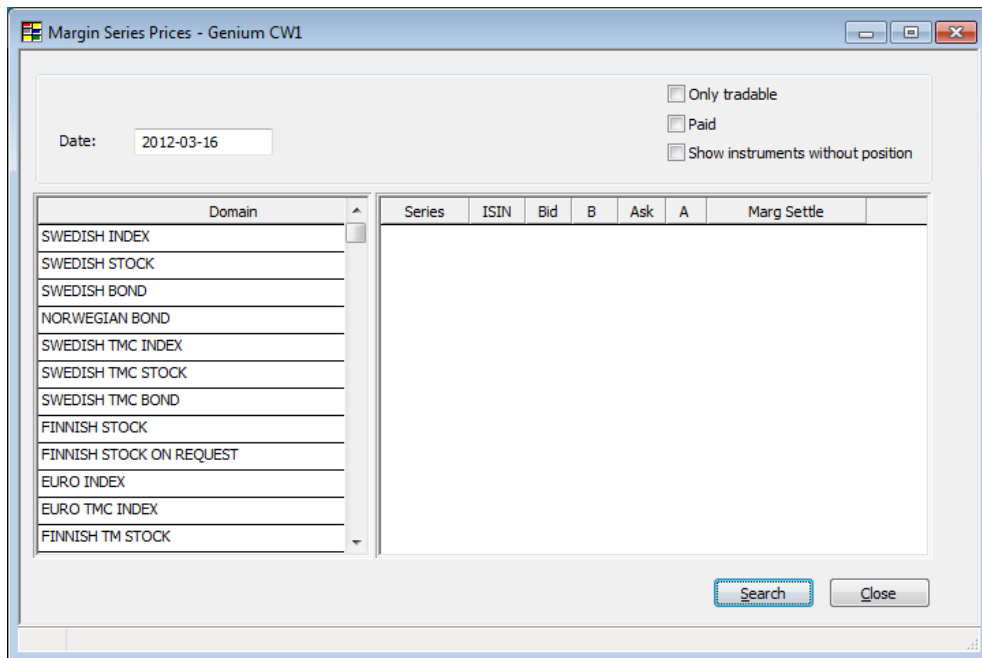 Margin Series Prices - Genium CW1
Only tradable
Paid
Date: 2012-03-16
Show instruments without position
Domain
SWEDISH INDEX
SWEDISH STOCK
SWEDISH BOND
NORWEGIAN BOND
SWEDISH TMC INDEX
SWEDISH TMC STOCK
SWEDISH TMC BOND
FINNISH STOCK
FINNISH STOCK ON REQUEST
EURO INDEX
EURO TMC INDEX
FINNISH TM STOCK
Series ISIN Bid B Ask A Marg Settle
Search Close